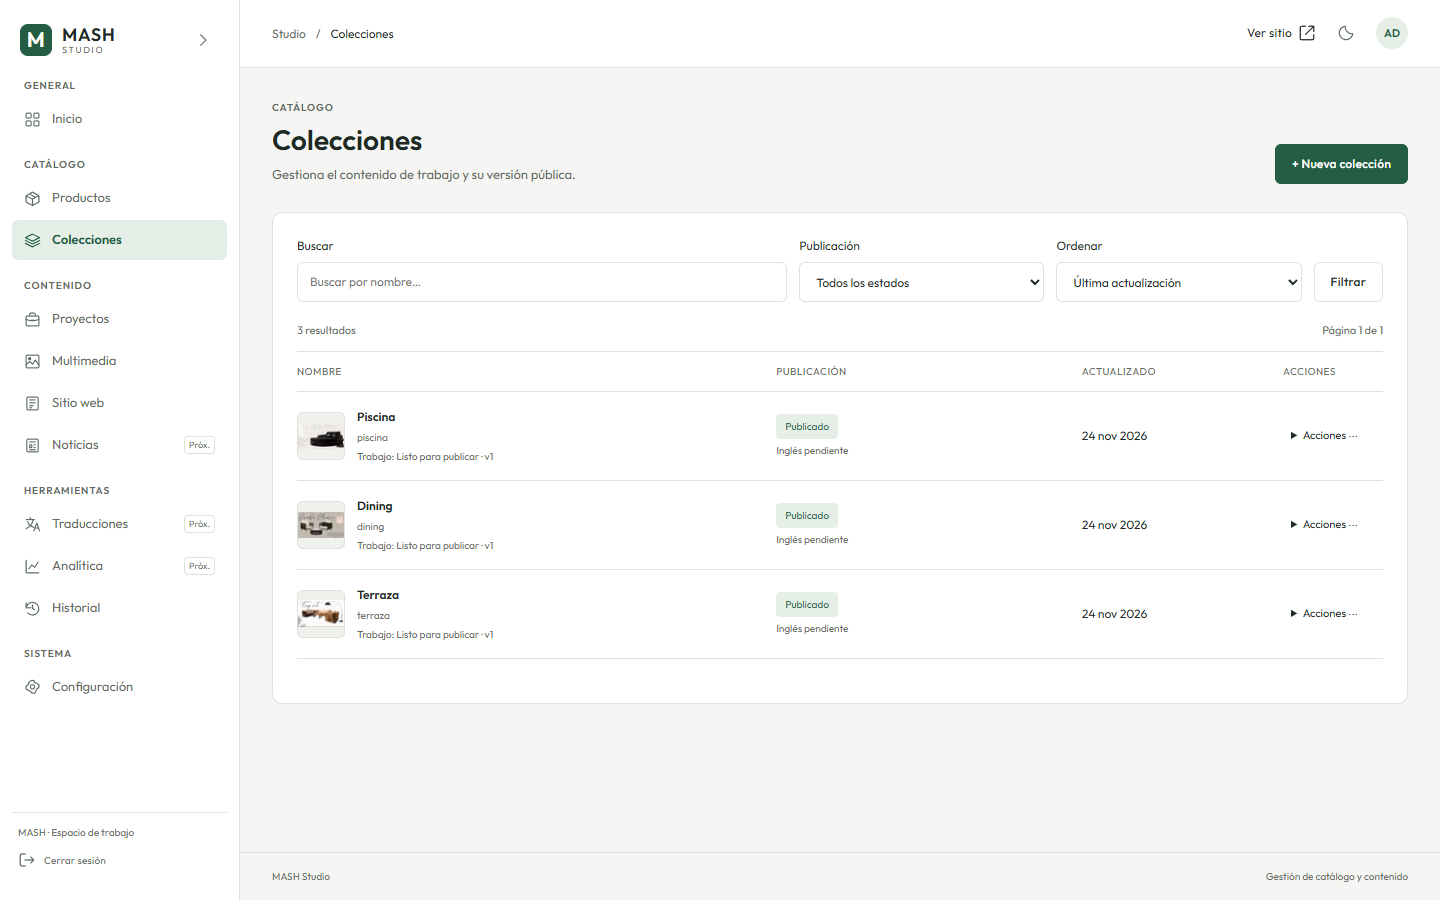 M MASH
STUDIO
GENERAL
Inicio
CATÁLOGO
Productos
Colecciones
CONTENIDO
Proyectos
Multimedia
Sitio web
Noticias Próx.
HERRAMIENTAS
Traducciones Próx.
Analítica Próx.
Historial
SISTEMA
Configuración
MASH · Espacio de trabajo
Cerrar sesión
Studio / Colecciones
Ver sitio
AD
CATÁLOGO
Colecciones
Gestiona el contenido de trabajo y su versión pública.
+ Nueva colección
Buscar Publicación Ordenar
Buscar por nombre... Todos los estados Última actualización Filtrar
3 resultados Página 1 de 1
NOMBRE PUBLICACIÓN ACTUALIZADO ACCIONES
Piscina
piscina
Trabajo: Listo para publicar · v1
Publicado
Inglés pendiente
24 nov 2026
Acciones ···
Dining
dining
Trabajo: Listo para publicar · v1
Publicado
Inglés pendiente
24 nov 2026
Acciones ···
Terraza
terraza
Trabajo: Listo para publicar · v1
Publicado
Inglés pendiente
24 nov 2026
Acciones ···
MASH Studio Gestión de catálogo y contenido